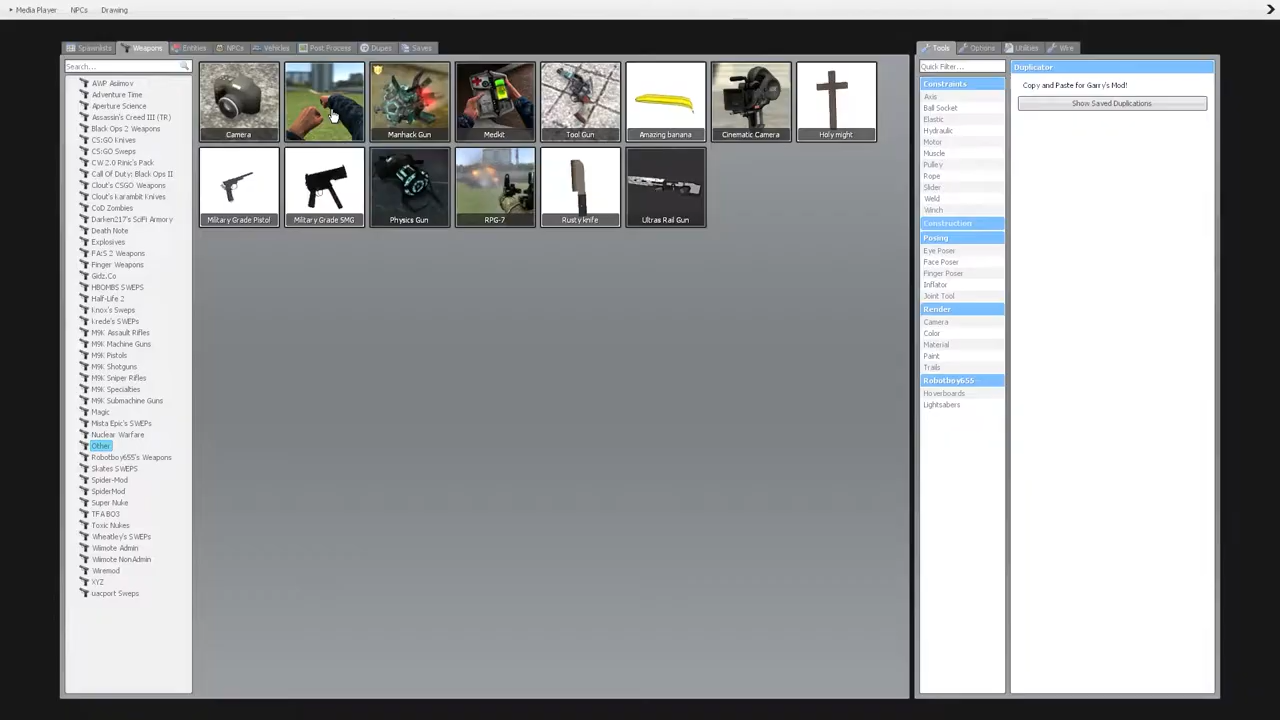 Media Player NPCs Drawing
Spawnlists Weapons Entities NPCs Vehicles Post Process Dupes Saves
Search...
AWP Asimov
Adventure Time
Aperture Science
Assassin's Creed III (TR)
Black Ops 2 Weapons
CS:GO Knives
CS:GO Sweps
CW 2.0 Rinic's Pack
Call Of Duty: Black Ops II
Clout's CSGO Weapons
Clout's Karambit Knives
CoD Zombies
Darken217's SciFi Armory
Death Note
Explosives
FA:S 2 Weapons
Finger Weapons
Gidz.Co
HBOMBS SWEPS
Half-Life 2
Knox's Sweps
krede's SWEPs
M9K Assault Rifles
M9K Machine Guns
M9K Pistols
M9K Shotguns
M9K Sniper Rifles
M9K Specialties
M9K Submachine Guns
Magic
Mista Epic's SWEPs
Nuclear Warfare
Other
Robotboy655's Weapons
Skates SWEPS
Spider-Mod
SpiderMod
Super Nuke
TFA BO3
Toxic Nukes
Wheatley's SWEPs
Wiimote Admin
Wiimote NonAdmin
Wiremod
XYZ
uacport Sweps
Camera
Manhack Gun
Medkit
Tool Gun
Amazing banana
Cinematic Camera
Holy might
Military Grade Pistol
Military Grade SMG
Physics Gun
RPG-7
Rusty knife
Ultras Rail Gun
Tools Options Utilities Wire
Quick Filter...
Constraints
Axis
Ball Socket
Elastic
Hydraulic
Motor
Muscle
Pulley
Rope
Slider
Weld
Winch
Construction
Posing
Eye Poser
Face Poser
Finger Poser
Inflator
Joint Tool
Render
Camera
Color
Material
Paint
Trails
Robotboy655
Hoverboards
Lightsabers
Duplicator
Copy and Paste for Garry's Mod!
Show Saved Duplications